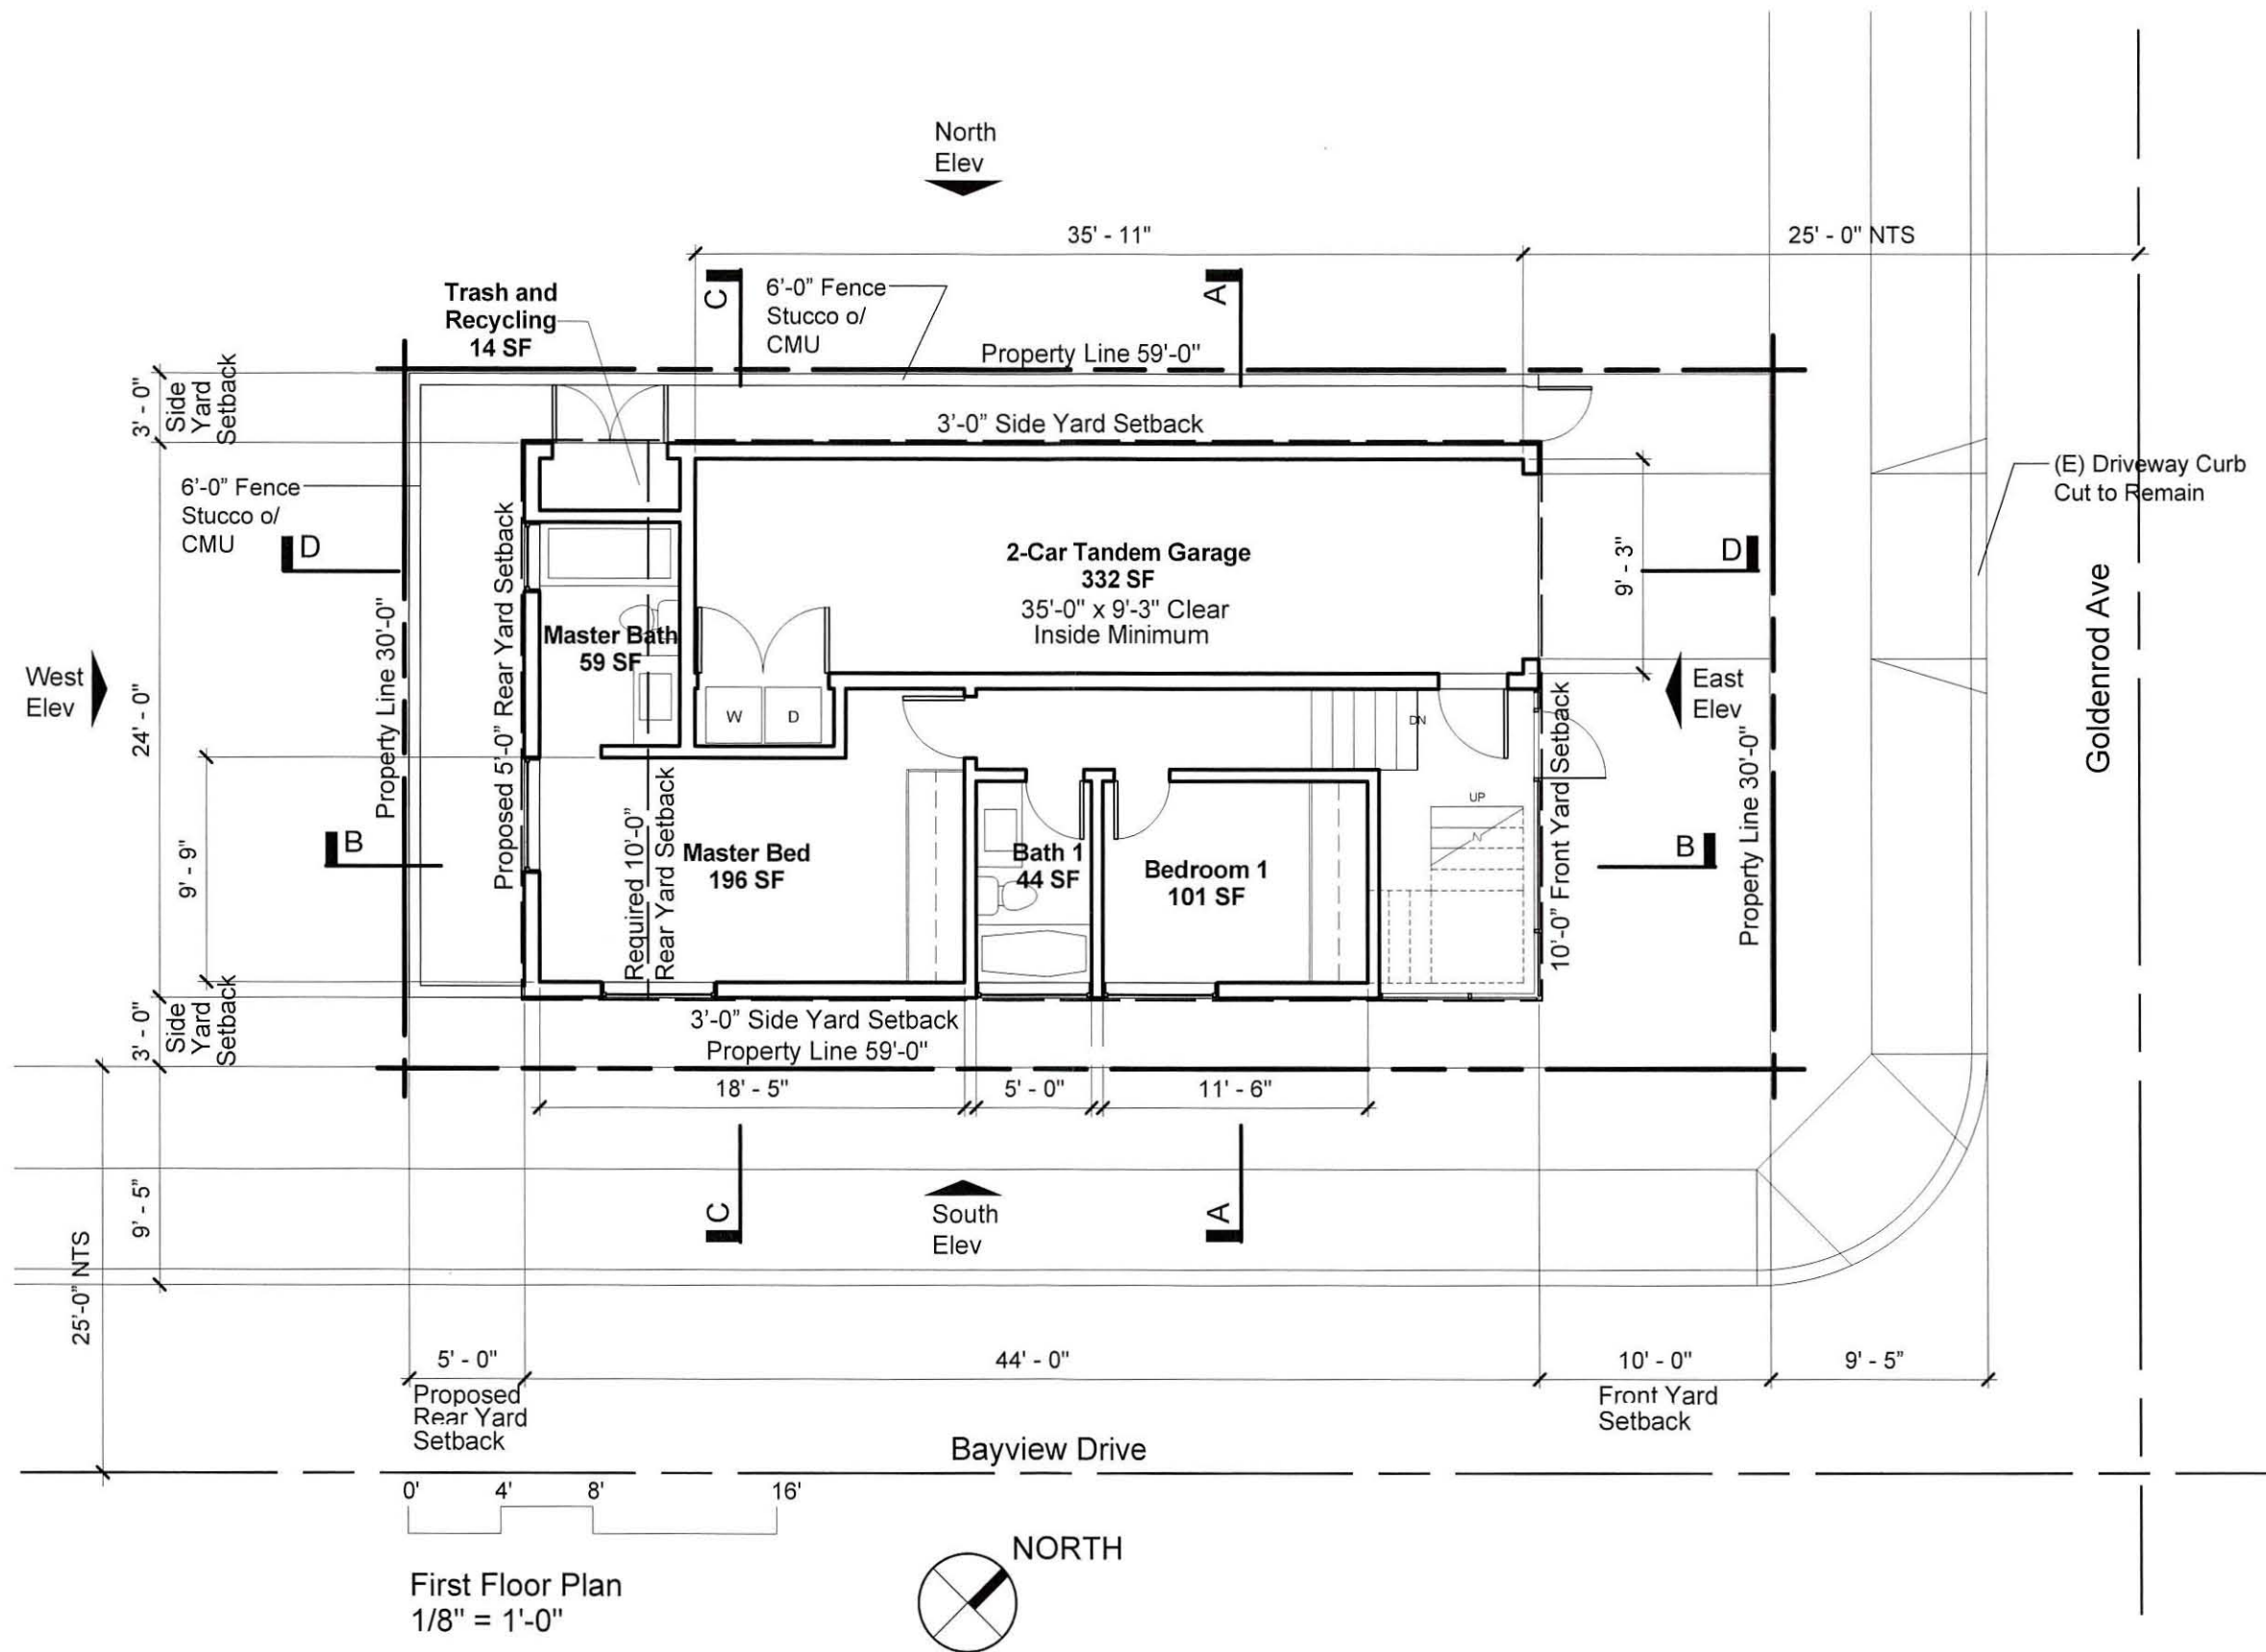 North
Elev
35' - 11"
25' - 0" NTS
Trash and
Recycling
14 SF
C
6'-0" Fence
Stucco o/
CMU
A
Property Line 59'-0"
3' - 0"
Side
Yard
Setback
3'-0" Side Yard Setback
(E) Driveway Curb
Cut to Remain
6'-0" Fence
Stucco o/
CMU
D
2-Car Tandem Garage
332 SF
35'-0" x 9'-3" Clear
Inside Minimum
9' - 3"
D
Goldenrod Ave
Proposed 5'-0" Rear Yard Setback
Property Line 30'-0"
Master Bath
59 SF
West
Elev
24' - 0"
W
D
DN
East
Elev
10'-0" Front Yard Setback
Property Line 30'-0"
UP
N
B
9' - 9"
Required 10'-0"
Rear Yard Setback
Master Bed
196 SF
Bath 1
44 SF
Bedroom 1
101 SF
B
3' - 0"
Side
Yard
Setback
3'-0" Side Yard Setback
Property Line 59'-0"
18' - 5"
5' - 0"
11' - 6"
9' - 5"
25'-0" NTS
C
South
Elev
A
5' - 0"
44' - 0"
10' - 0"
9' - 5"
Proposed
Rear Yard
Setback
Front Yard
Setback
Bayview Drive
0' 4' 8' 16'
NORTH
First Floor Plan
1/8" = 1'-0"